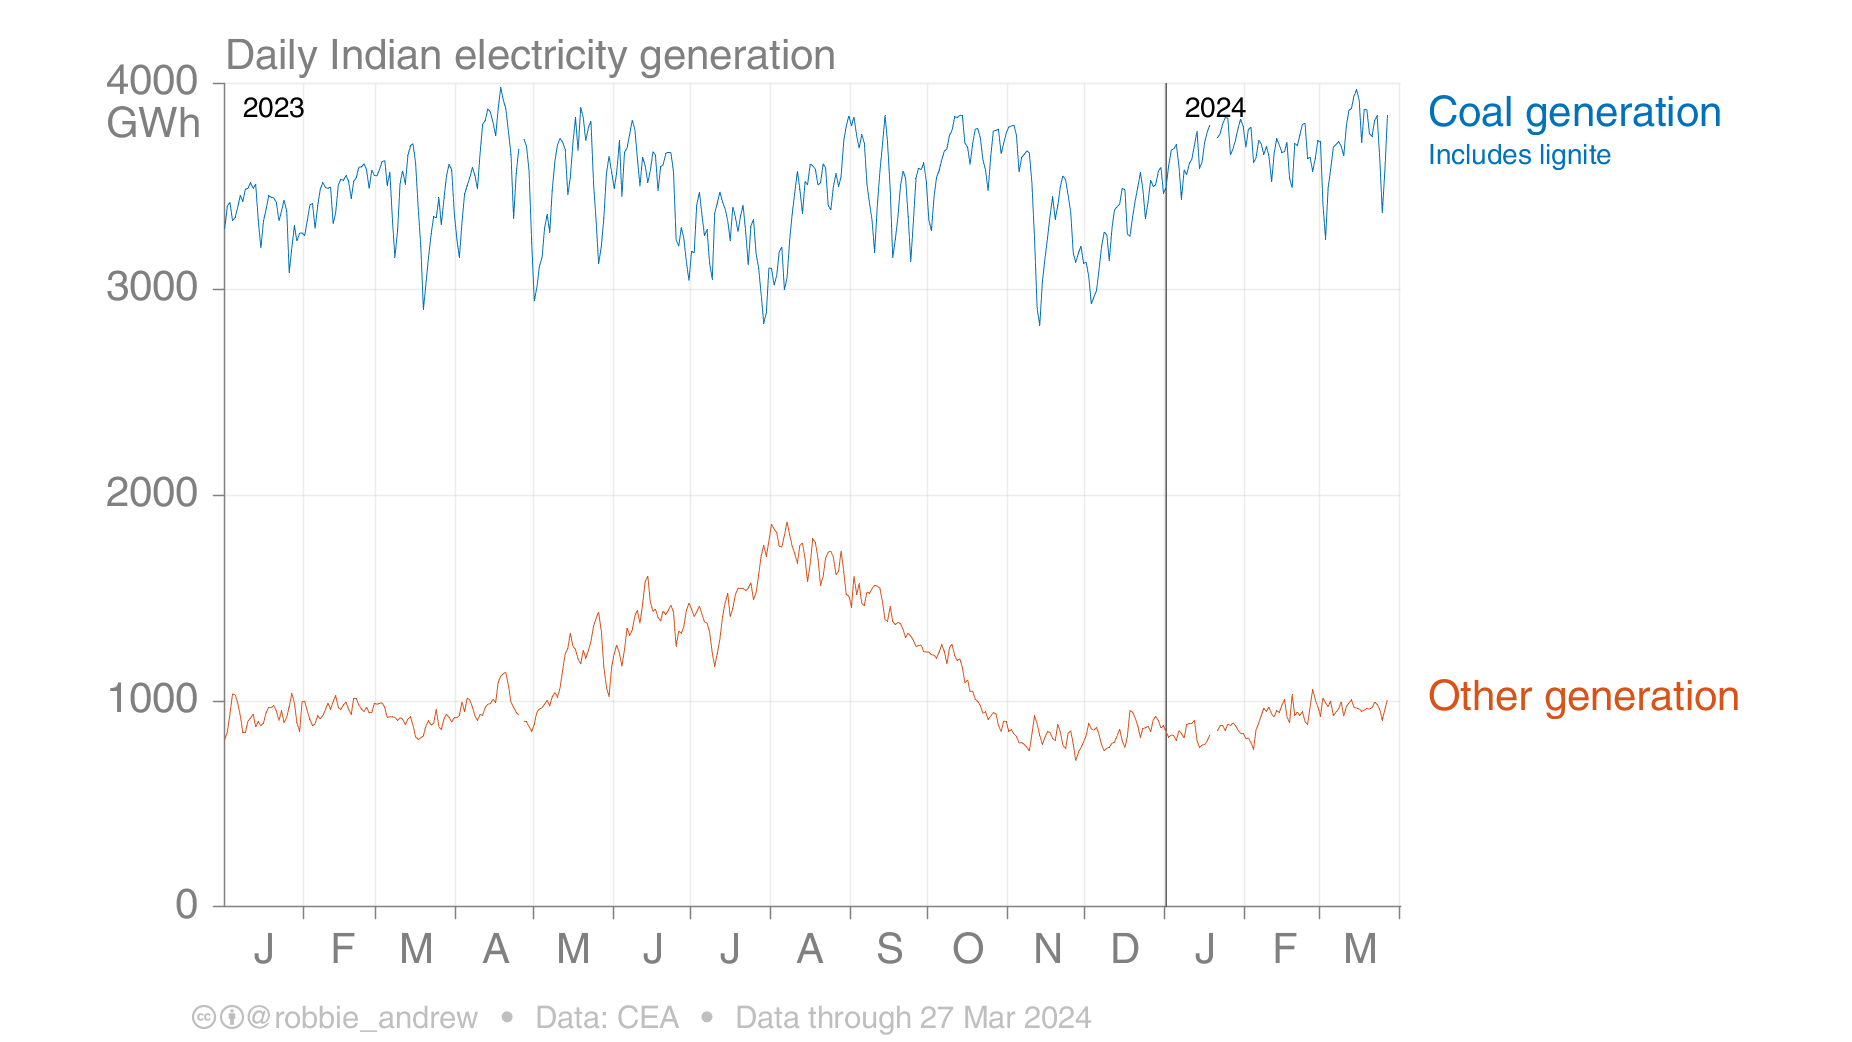 Daily Indian electricity generation
4000
GWh
2023
2024
Coal generation
Includes lignite
3000
2000
1000
Other generation
0
J F M A M J J A S O N D J F M
@robbie_andrew • Data: CEA • Data through 27 Mar 2024